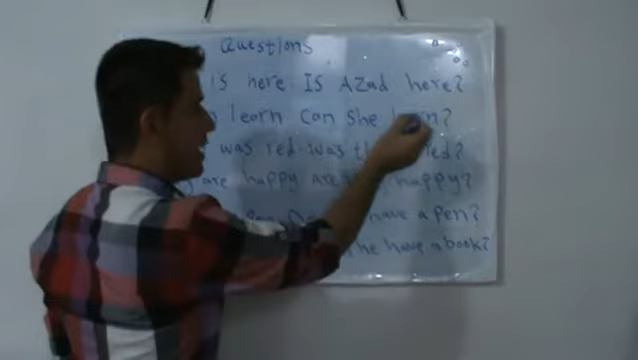 Questions
is here Is Azad here?
learn Can she learn?
was red. was the red?
are happy are they happy?
have a pen?
he have a book?